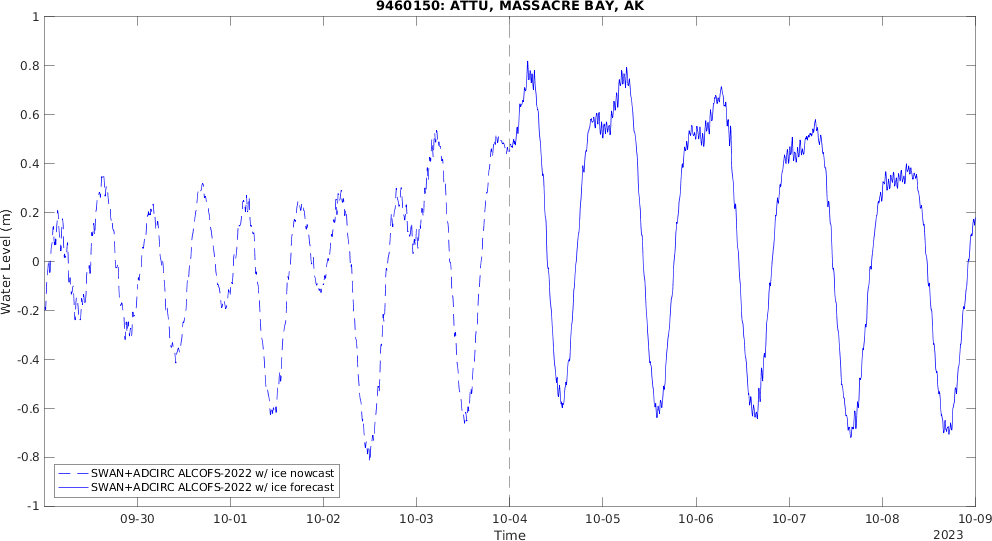 9460150: ATTU, MASSACRE BAY, AK
Water Level (m)
1
0.8
0.6
0.4
0.2
0
-0.2
-0.4
-0.6
-0.8
-1
SWAN+ADCIRC ALCOFS-2022 w/ ice nowcast
SWAN+ADCIRC ALCOFS-2022 w/ ice forecast
09-30 10-01 10-02 10-03 10-04 10-05 10-06 10-07 10-08 10-09
Time
2023